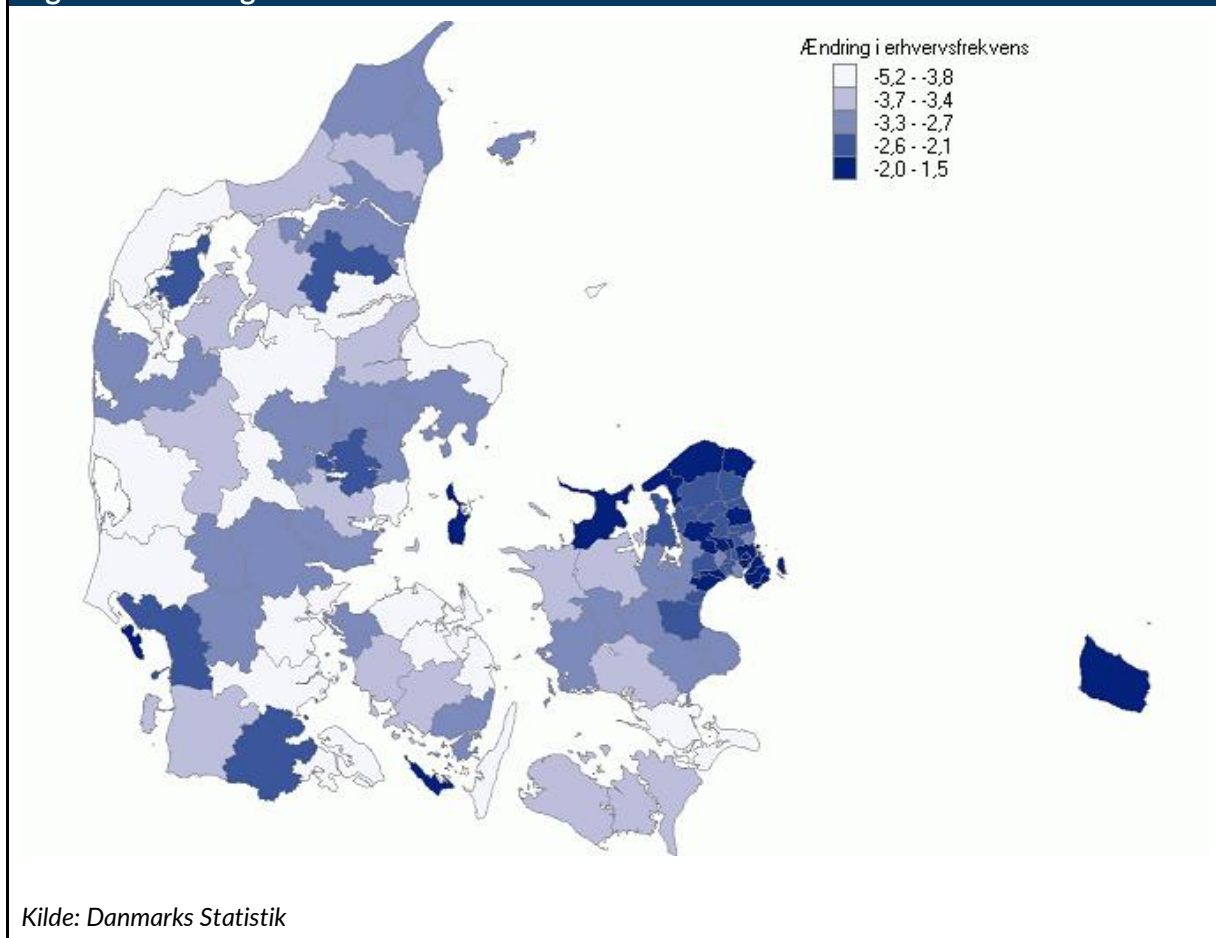 Ændring i erhvervsfrekvens
-5,2 - -3,8
-3,7 - -3,4
-3,3 - -2,7
-2,6 - -2,1
-2,0 - 1,5
Kilde: Danmarks Statistik